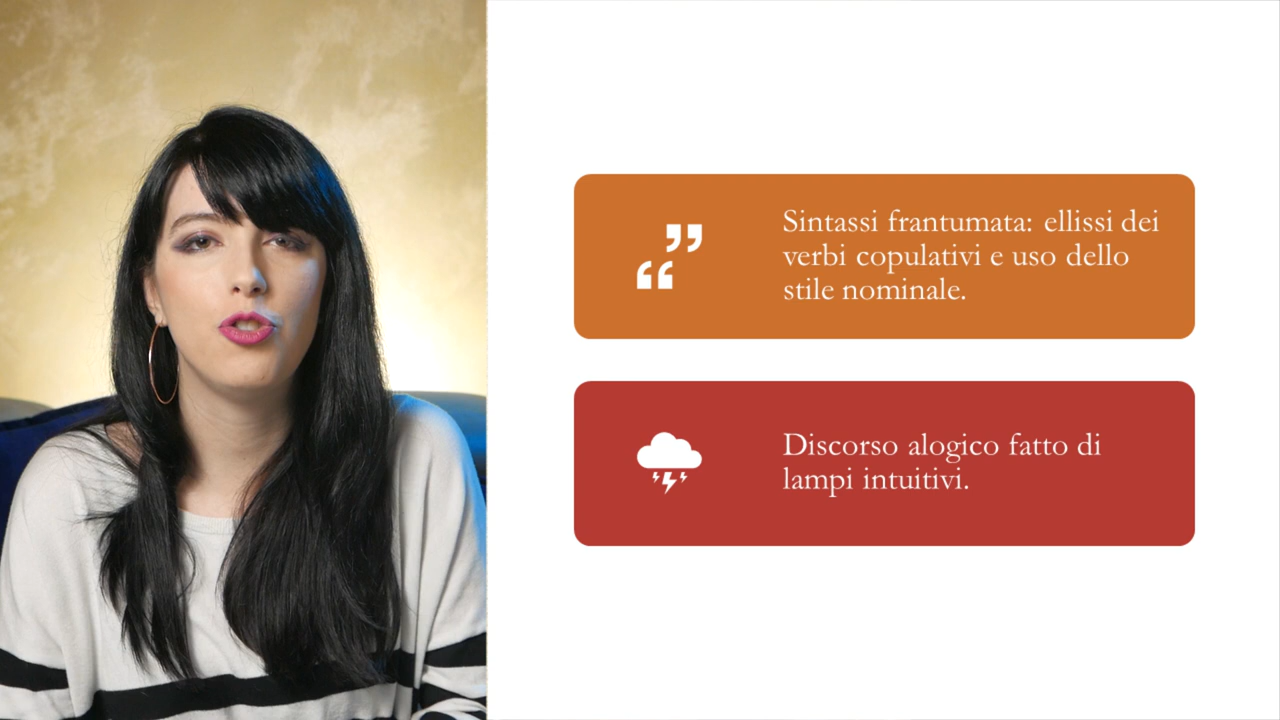 Sintassi frantumata: ellissi dei
verbi copulativi e uso dello
stile nominale.
Discorso alogico fatto di
lampi intuitivi.